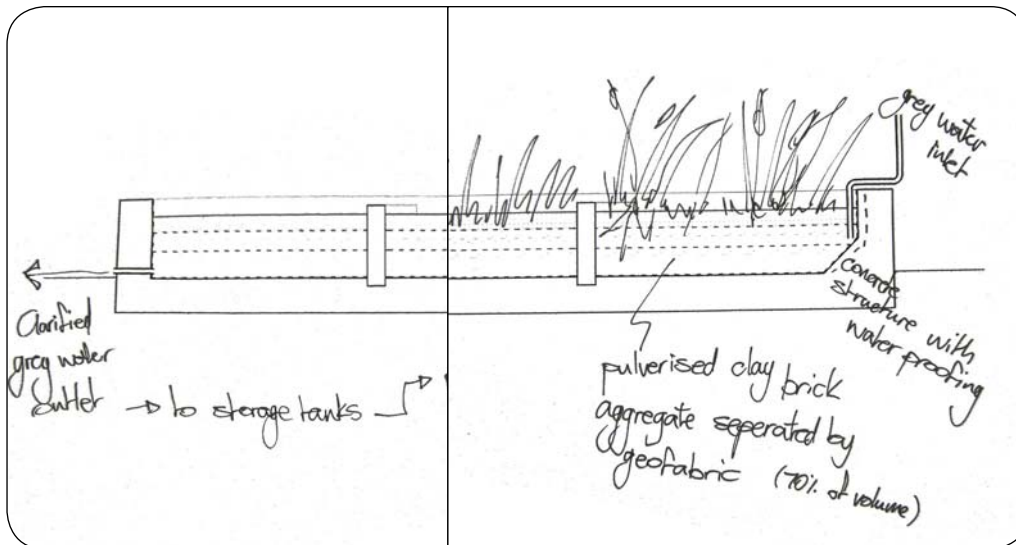 grey water
inlet
Clarified
grey water
outlet → to storage tanks
concrete
structure with
water proofing
pulverised clay brick
aggregate seperated by
geofabric (70% of volume)